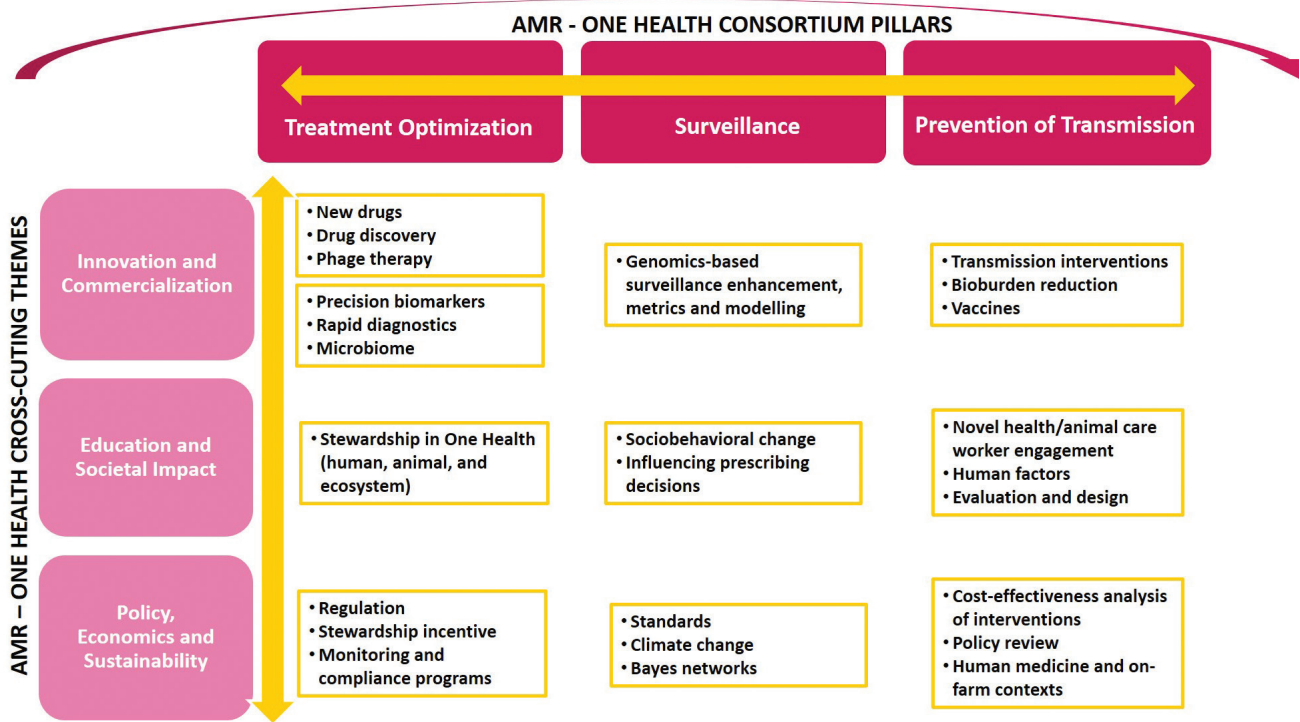 AMR - ONE HEALTH CONSORTIUM PILLARS
Treatment Optimization
Surveillance
Prevention of Transmission
AMR – ONE HEALTH CROSS-CUTING THEMES
Innovation and
Commercialization
• New drugs
• Drug discovery
• Phage therapy
• Precision biomarkers
• Rapid diagnostics
• Microbiome
• Genomics-based
surveillance enhancement,
metrics and modelling
• Transmission interventions
• Bioburden reduction
• Vaccines
Education and
Societal Impact
• Stewardship in One Health
(human, animal, and
ecosystem)
• Sociobehavioral change
• Influencing prescribing
decisions
• Novel health/animal care
worker engagement
• Human factors
• Evaluation and design
Policy,
Economics and
Sustainability
• Regulation
• Stewardship incentive
• Monitoring and
compliance programs
• Standards
• Climate change
• Bayes networks
• Cost-effectiveness analysis
of interventions
• Policy review
• Human medicine and on-
farm contexts